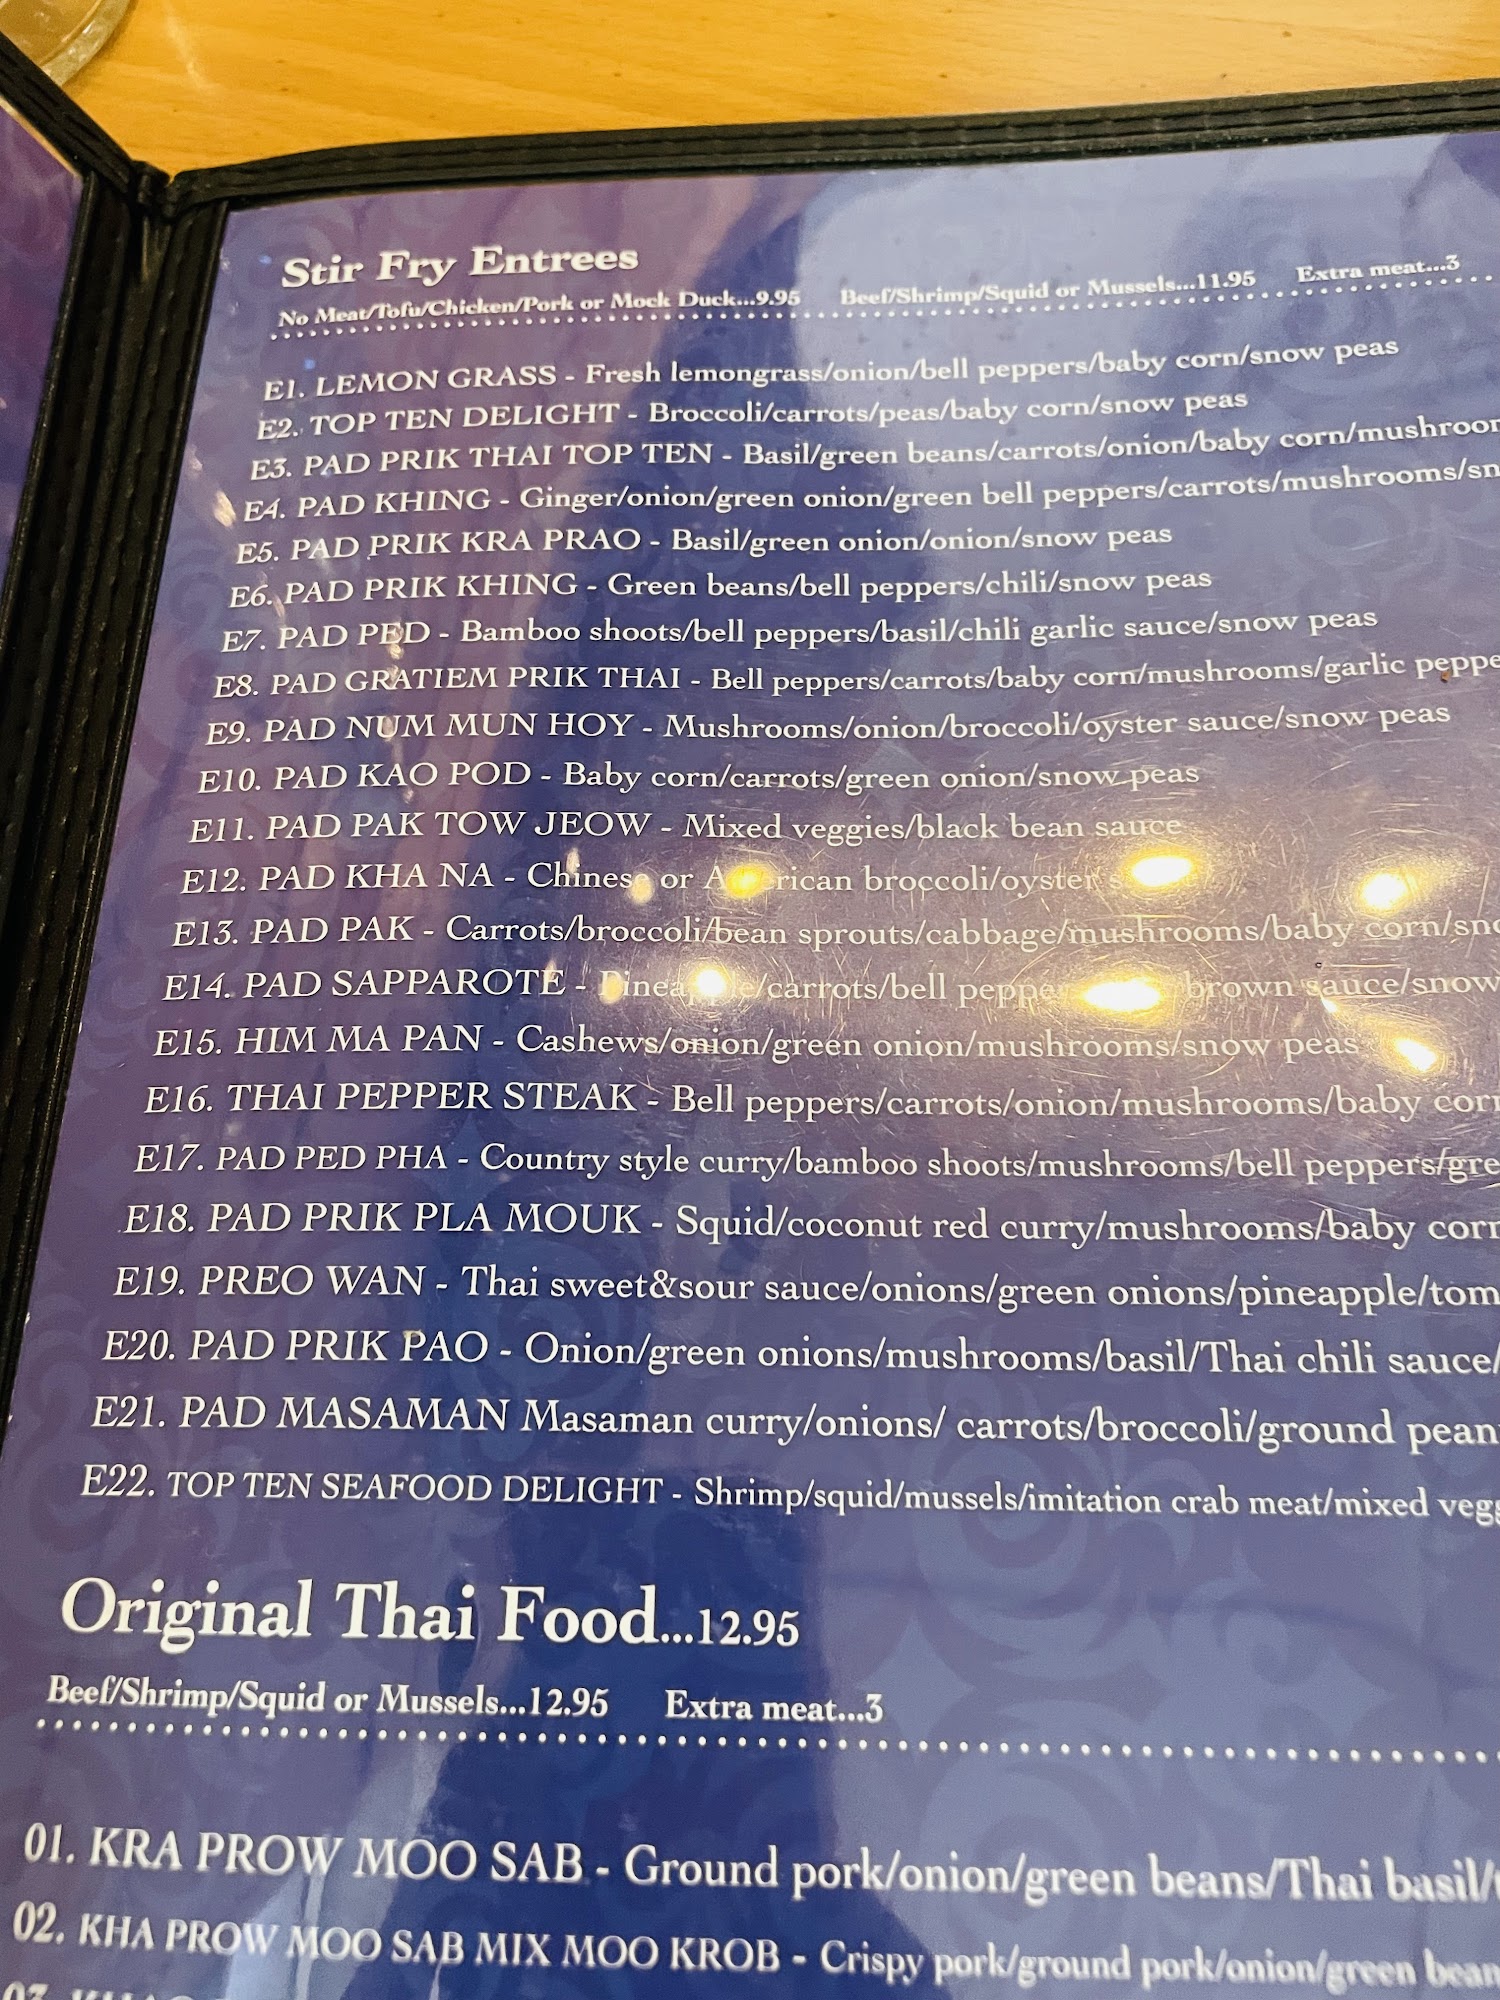 Stir Fry Entrees
No Meat/Tofu/Chicken/Pork or Mock Duck...9.95 Beef/Shrimp/Squid or Mussels...11.95 Extra meat...3
E1. LEMON GRASS - Fresh lemongrass/onion/bell peppers/baby corn/snow peas
E2. TOP TEN DELIGHT - Broccoli/carrots/peas/baby corn/snow peas
E3. PAD PRIK THAI TOP TEN - Basil/green beans/carrots/onion/baby corn/
E4. PAD KHING - Ginger/onion/green onion/green bell peppers/carrots/mushrooms/
E5. PAD PRIK KRA PRAO - Basil/green onion/onion/snow peas
E6. PAD PRIK KHING - Green beans/bell peppers/chili/snow peas
E7. PAD PED - Bamboo shoots/bell peppers/basil/chili garlic sauce/snow peas
E8. PAD GRATIEM PRIK THAI - Bell peppers/carrots/baby corn/mushrooms/garlic
E9. PAD NUM MUN HOY - Mushrooms/onion/broccoli/oyster sauce/snow peas
E10. PAD KAO POD - Baby corn/carrots/green onion/snow peas
E11. PAD PAK TOW JEOW - Mixed veggies/black bean sauce
E12. PAD KHA NA - Chinese or American broccoli/oyster
E13. PAD PAK - Carrots/broccoli/bean sprouts/cabbage/mushrooms/baby corn/
E14. PAD SAPPAROTE - Pineapple/carrots/bell brown sauce/snow
E15. HIM MA PAN - Cashews/onion/green onion/mushrooms/snow peas
E16. THAI PEPPER STEAK - Bell peppers/carrots/onion/mushrooms/baby
E17. PAD PED PHA - Country style curry/bamboo shoots/mushrooms/bell peppers/
E18. PAD PRIK PLA MOUK - Squid/coconut red curry/mushrooms/baby corn
E19. PREO WAN - Thai sweet&sour sauce/onions/green onions/pineapple/
E20. PAD PRIK PAO - Onion/green onions/mushrooms/basil/Thai chili sauce/
E21. PAD MASAMAN Masaman curry/onions/ carrots/broccoli/ground
E22. TOP TEN SEAFOOD DELIGHT - Shrimp/squid/mussels/imitation crab meat/mixed
Original Thai Food...12.95
Beef/Shrimp/Squid or Mussels...12.95 Extra meat...3
01. KRA PROW MOO SAB - Ground pork/onion/green beans/Thai basil/
02. KHA PROW MOO SAB MIX MOO KROB - Crispy pork/ground pork/onion/green